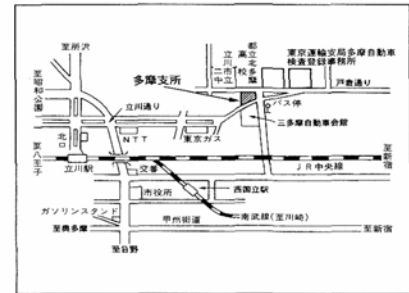 至所沢
至昭和公園
立川通り
立川二中
市立
都立北多摩高校
東京運輸支局多摩自動車
検査登録事務所
戸倉通り
多摩支所
バス停
三多摩自動車会館
北口
NTT
東京ガス
至八王子
立川駅
交番
JR中央線
至新宿
市役所
西国立駅
ガソリンスタンド
甲州街道
南武線(至川崎)
至奥多摩
至日野
至新宿